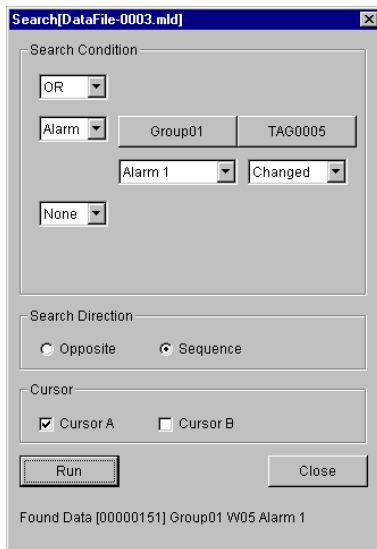 Search[DataFile-0003.mld]
Search Condition
OR
Alarm Group01 TAG0005
Alarm 1 Changed
None
Search Direction
Opposite Sequence
Cursor
Cursor A Cursor B
Run Close
Found Data [00000151] Group01 W05 Alarm 1